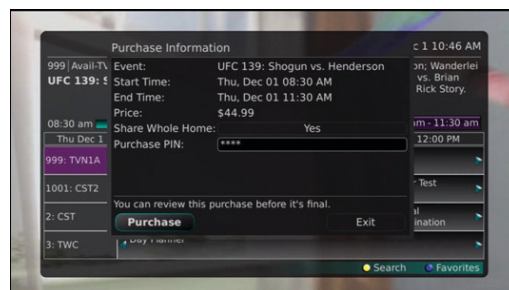 Purchase Information
c 1 10:46 AM
999 Avail-TV
on; Wanderlei
UFC 139: S
vs. Brian
Rick Story.
Event: UFC 139: Shogun vs. Henderson
Start Time: Thu, Dec 01 08:30 AM
End Time: Thu, Dec 01 11:30 AM
Price: $44.99
Share Whole Home: Yes
Purchase PIN: ****
08:30 am
m - 11:30 am
Thu Dec 1
12:00 PM
999: TVN1A
1001: CST2
Test
2: CST
al
ination
You can review this purchase before it's final.
Purchase Exit
3: TWC
Day Planner
Search Favorites